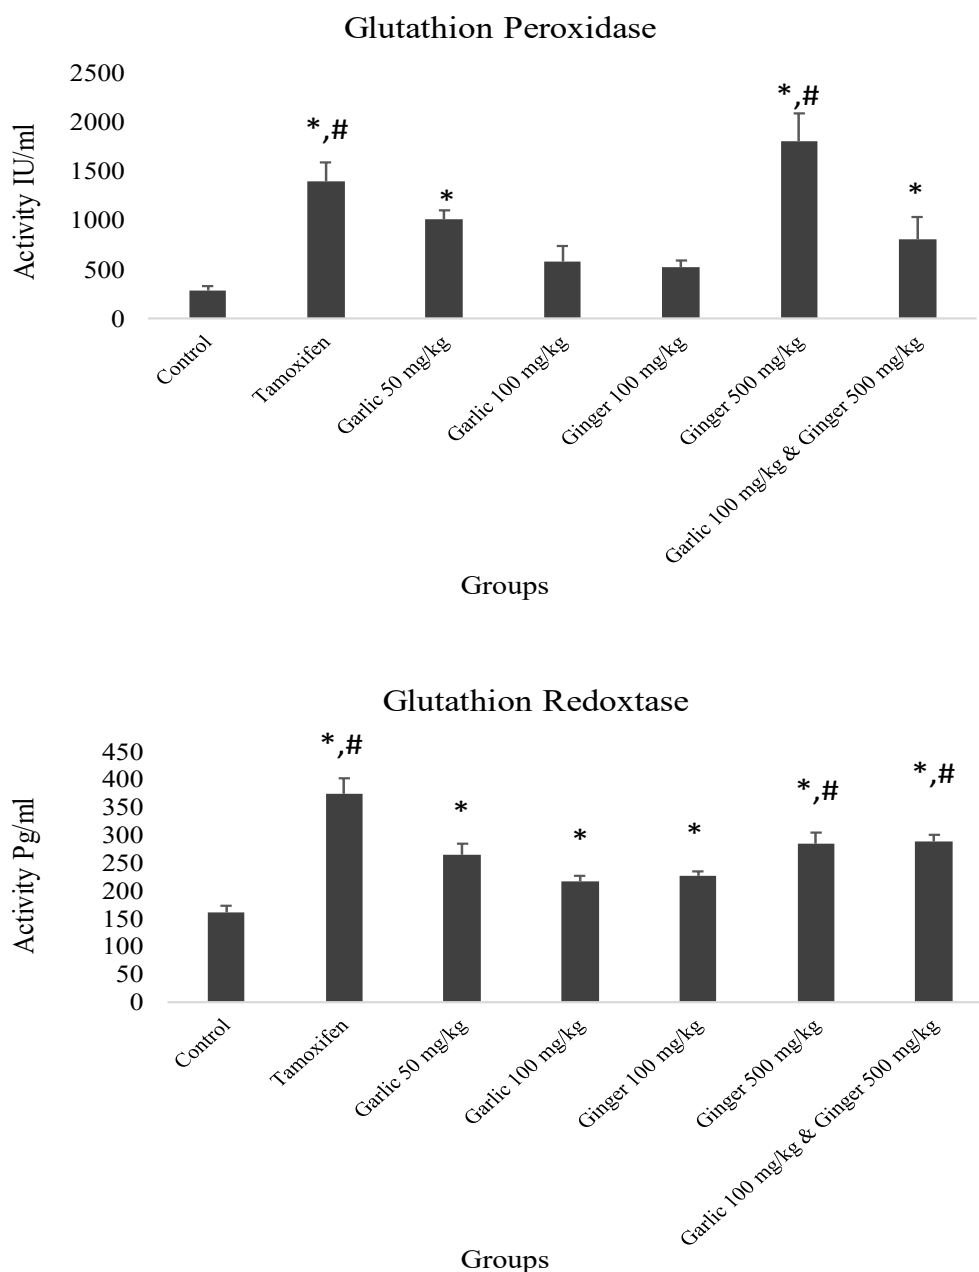 Glutathion Peroxidase
Activity IU/ml
2500
2000
1500
1000
500
0
*,#
*
*,#
*
Control
Tamoxifen
Garlic 50 mg/kg
Garlic 100 mg/kg
Ginger 100 mg/kg
Ginger 500 mg/kg
Garlic 100 mg/kg & Ginger 500 mg/kg
Groups
Glutathion Redoxtase
Activity Pg/ml
450
400
350
300
250
200
150
100
50
0
*,#
*
*
*
*,#
*,#
Control
Tamoxifen
Garlic 50 mg/kg
Garlic 100 mg/kg
Ginger 100 mg/kg
Ginger 500 mg/kg
Garlic 100 mg/kg & Ginger 500 mg/kg
Groups